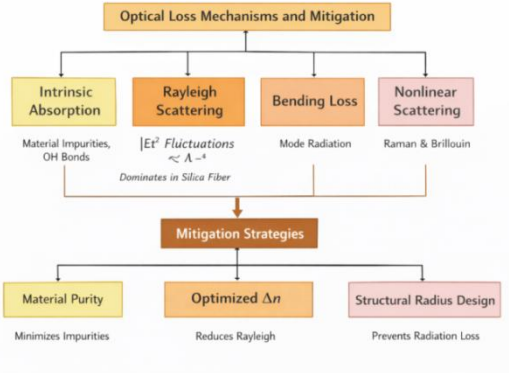 Optical Loss Mechanisms and Mitigation
Intrinsic
Absorption
Rayleigh
Scattering
Bending Loss
Nonlinear
Scattering
Material Impurities,
OH Bonds
|Et² Fluctuations
∝ Λ⁻⁴
Dominates in Silica Fiber
Mode Radiation
Raman & Brillouin
Mitigation Strategies
Material Purity
Optimized Δn
Structural Radius Design
Minimizes Impurities
Reduces Rayleigh
Prevents Radiation Loss